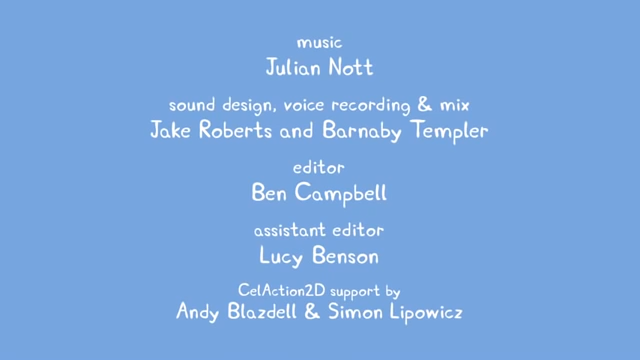 music
Julian Nott
sound design, voice recording & mix
Jake Roberts and Barnaby Templer
editor
Ben Campbell
assistant editor
Lucy Benson
CelAction2D support by
Andy Blazdell & Simon Lipowicz